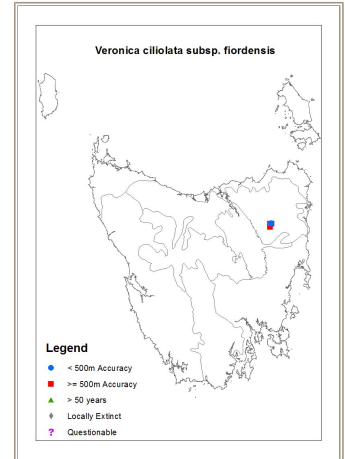 Veronica ciliolata subsp. fiordensis
Legend
< 500m Accuracy
>= 500m Accuracy
> 50 years
Locally Extinct
? Questionable